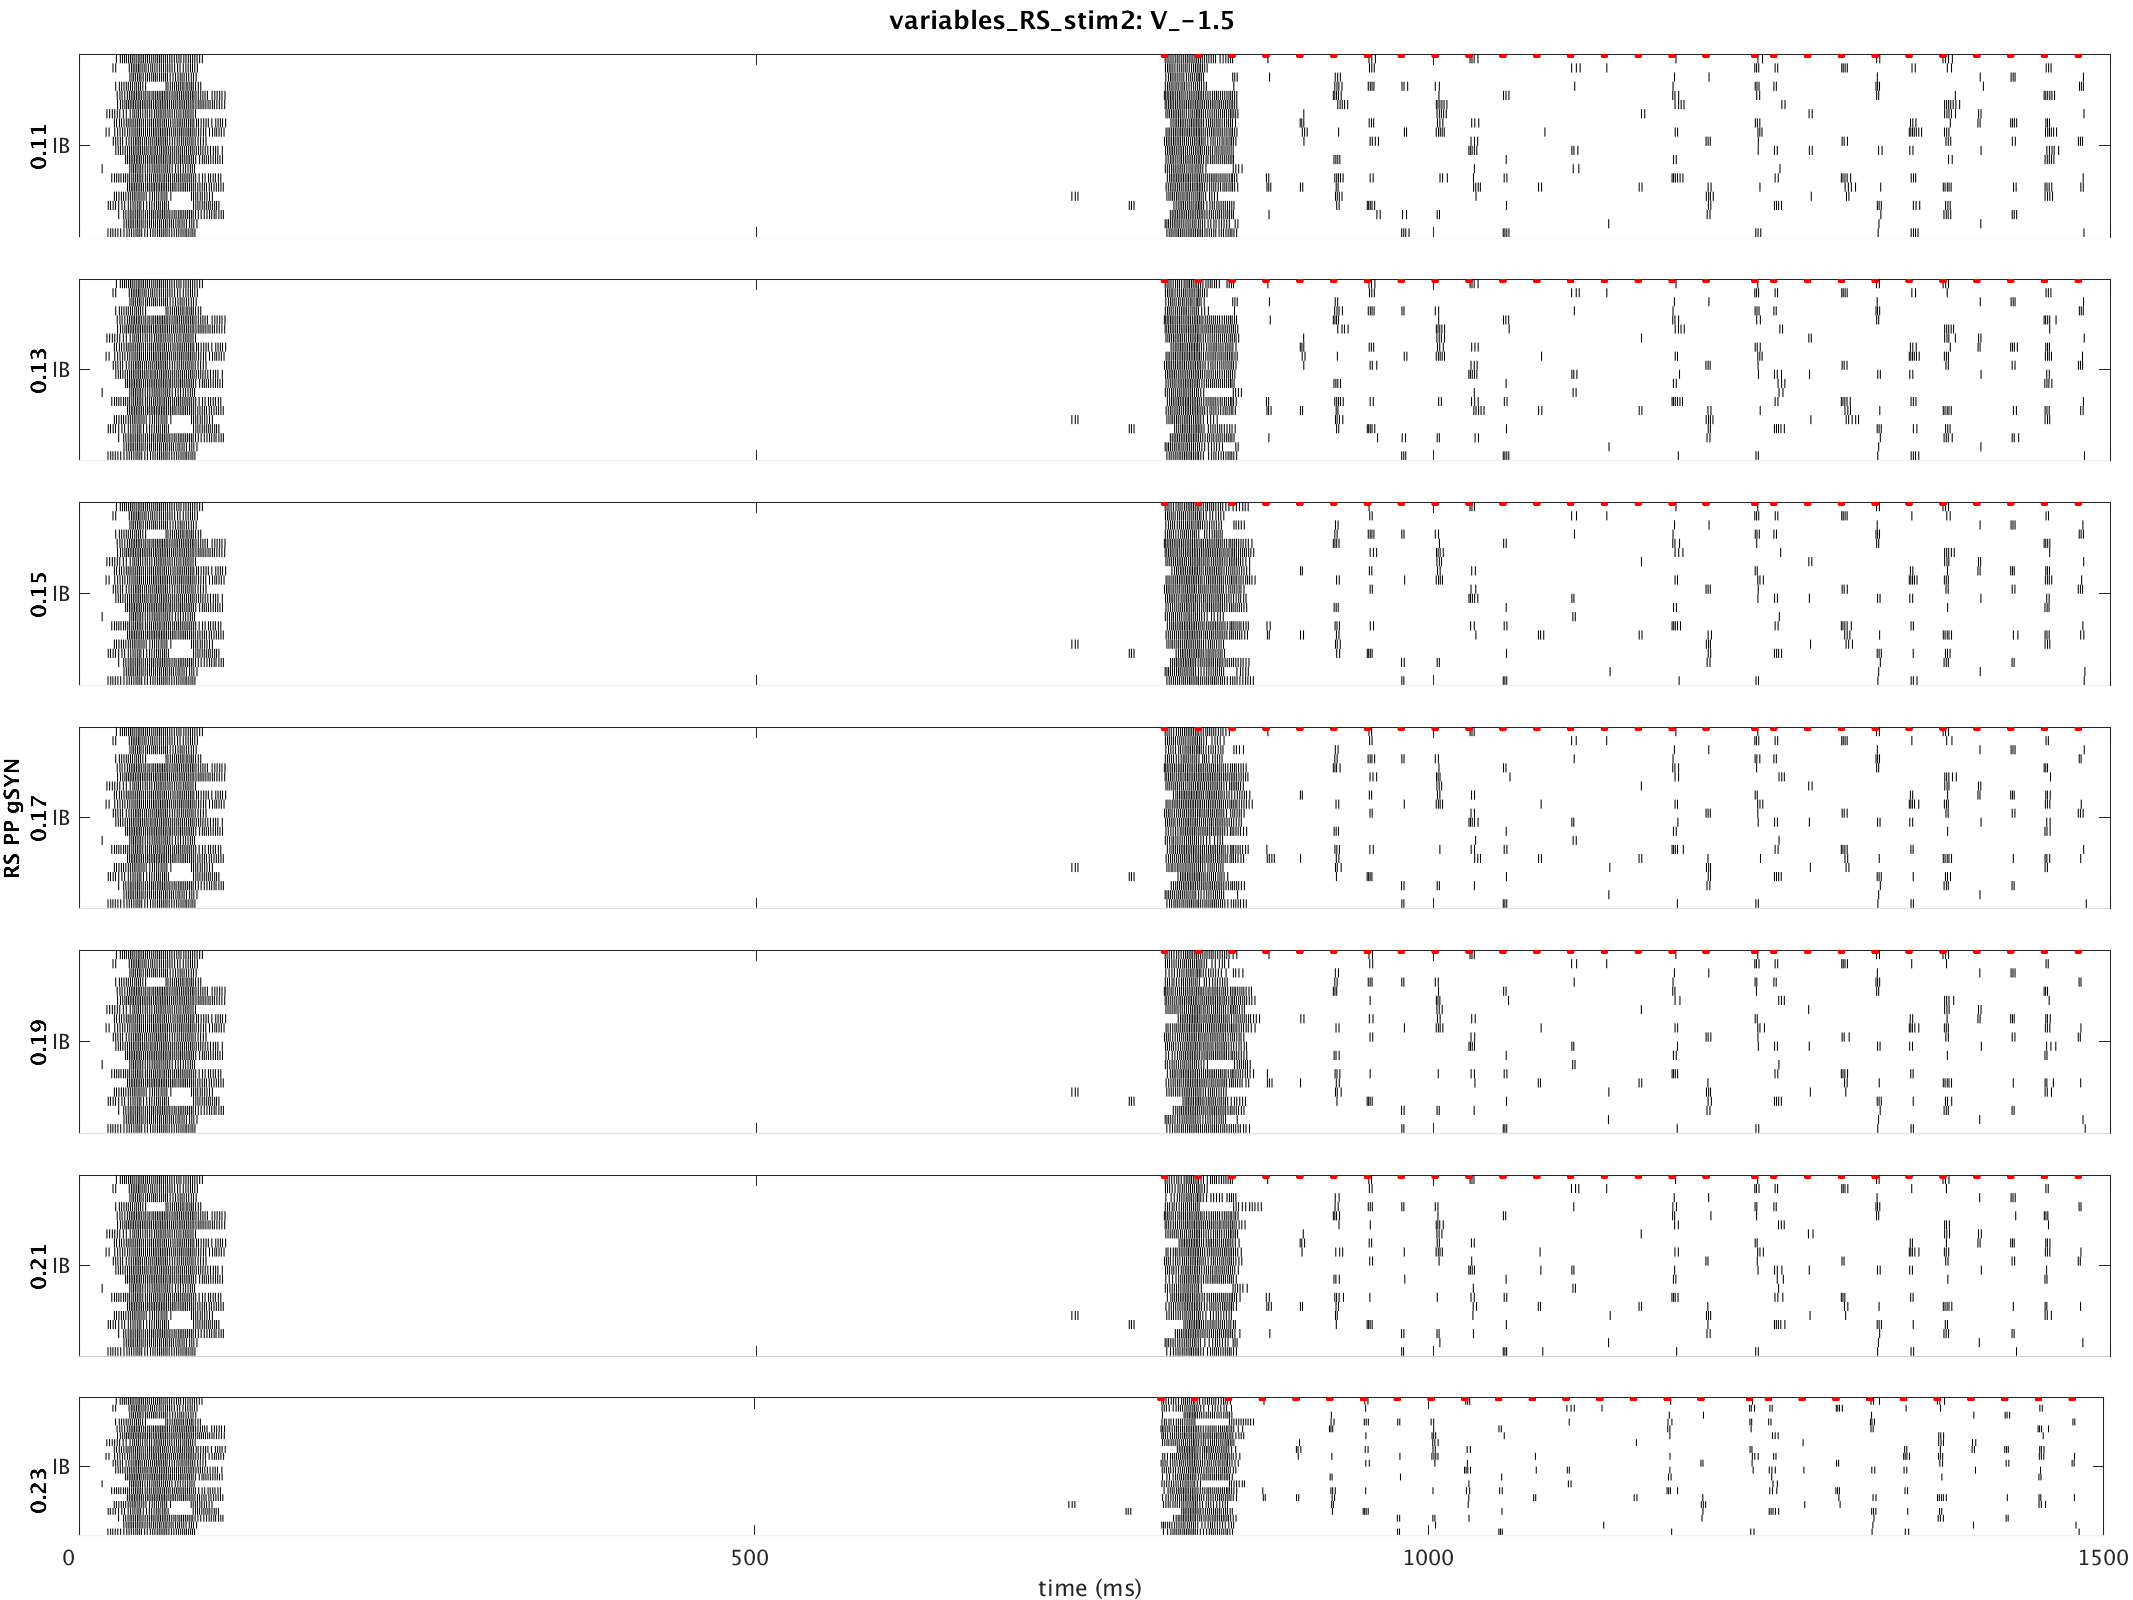 variables_RS_stim2: V_-1.5
RS PP gSYN
0.11
IB
0.13
IB
0.15
IB
0.17
IB
0.19
IB
0.21
IB
0.23
IB
0 500 1000 1500
time (ms)